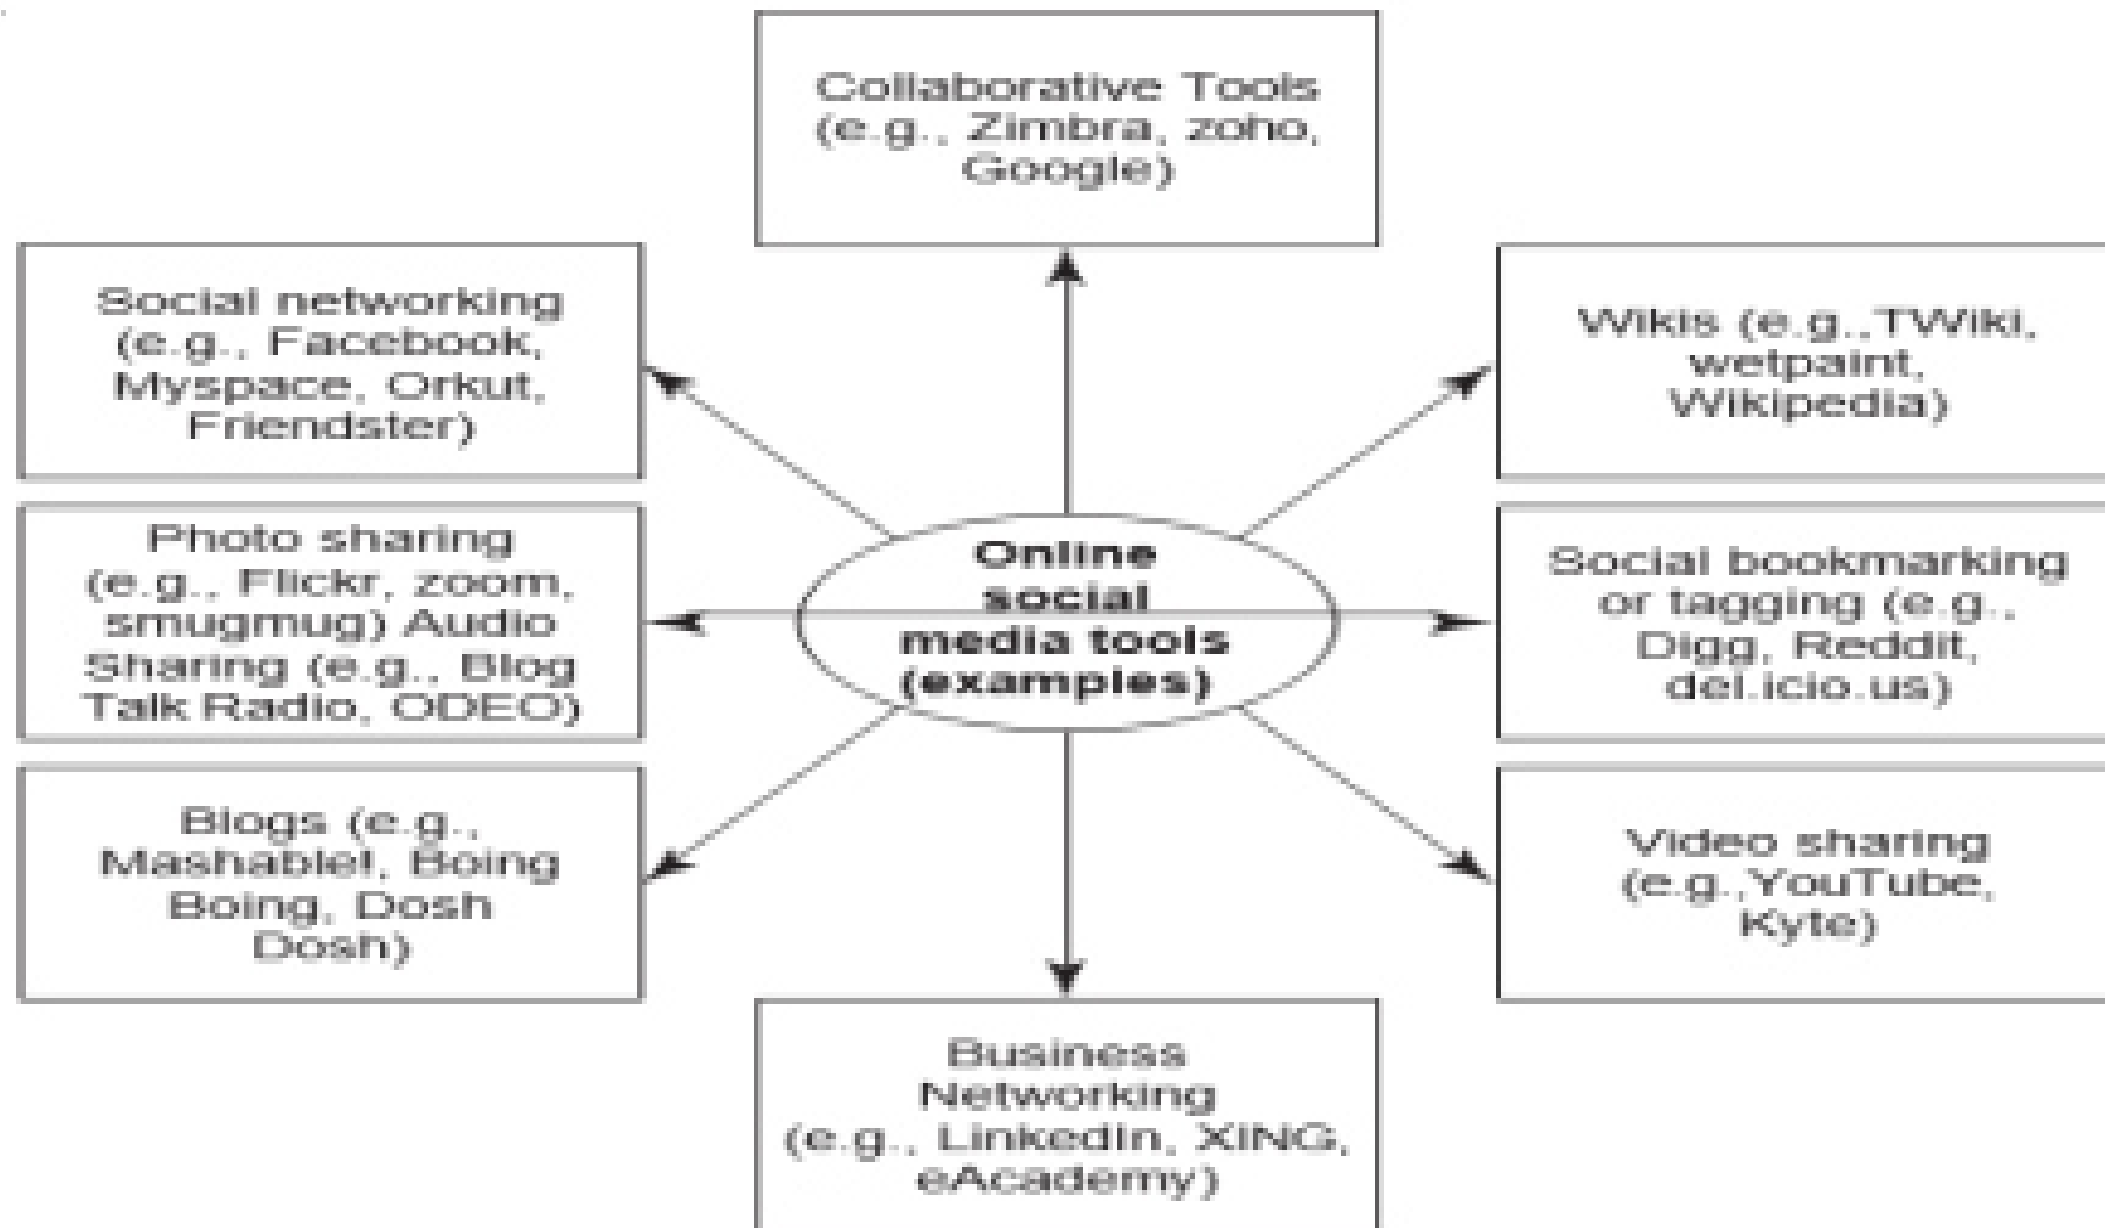 Collaborative Tools
(e.g., Zimbra, zoho,
Google)
Social networking
(e.g., Facebook,
Myspace, Orkut,
Friendster)
Wikis (e.g.,TWiki,
wetpaint,
Wikipedia)
Photo sharing
(e.g., Flickr, zoom,
smugmug) Audio
Sharing (e.g., Blog
Talk Radio, ODEO)
Online
social
media tools
(examples)
Social bookmarking
or tagging (e.g.,
Digg, Reddit,
del.icio.us)
Blogs (e.g.,
Mashable!, Boing
Boing, Dosh
Dosh)
Video sharing
(e.g.,YouTube,
Kyte)
Business
Networking
(e.g., LinkedIn, XING,
eAcademy)